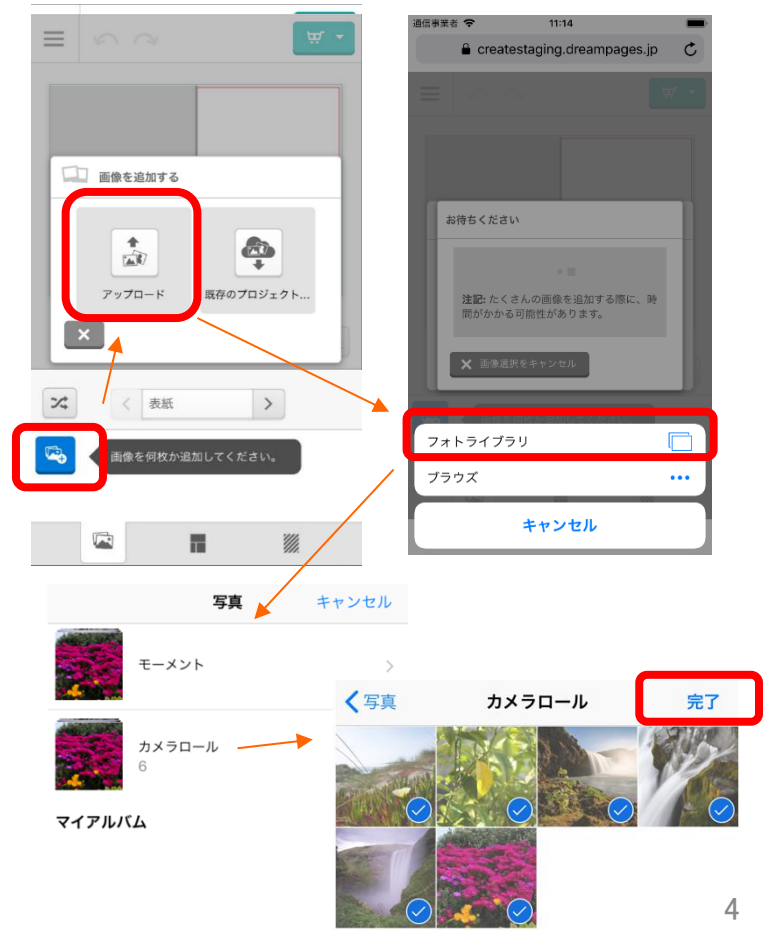 画像を追加する
アップロード
既存のプロジェクト...
表紙
画像を何枚か追加してください。
通信事業者
11:14
createstaging.dreampages.jp
お待ちください
注記: たくさんの画像を追加する際に、時
間がかかる可能性があります。
画像選択をキャンセル
フォトライブラリ
ブラウズ
キャンセル
写真
キャンセル
モーメント
カメラロール
6
マイアルバム
写真
カメラロール
完了
4